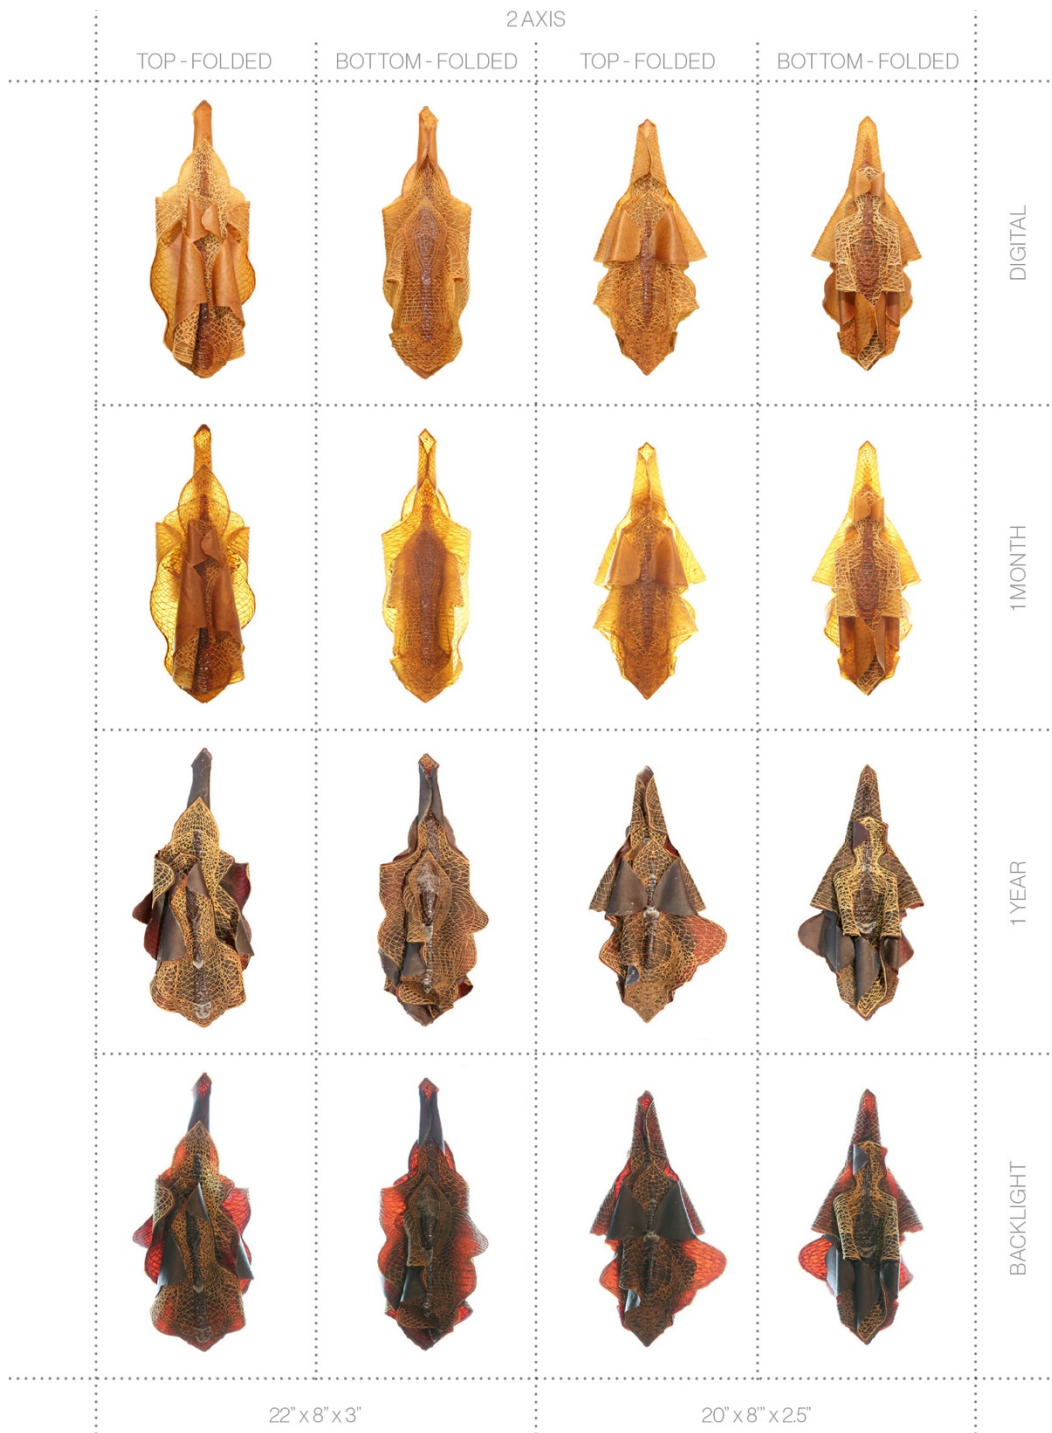 2 AXIS
TOP - FOLDED
BOTTOM - FOLDED
TOP - FOLDED
BOTTOM - FOLDED
DIGITAL
1 MONTH
1 YEAR
BACKLIGHT
22" x 8" x 3"
20" x 8'" x 2.5"